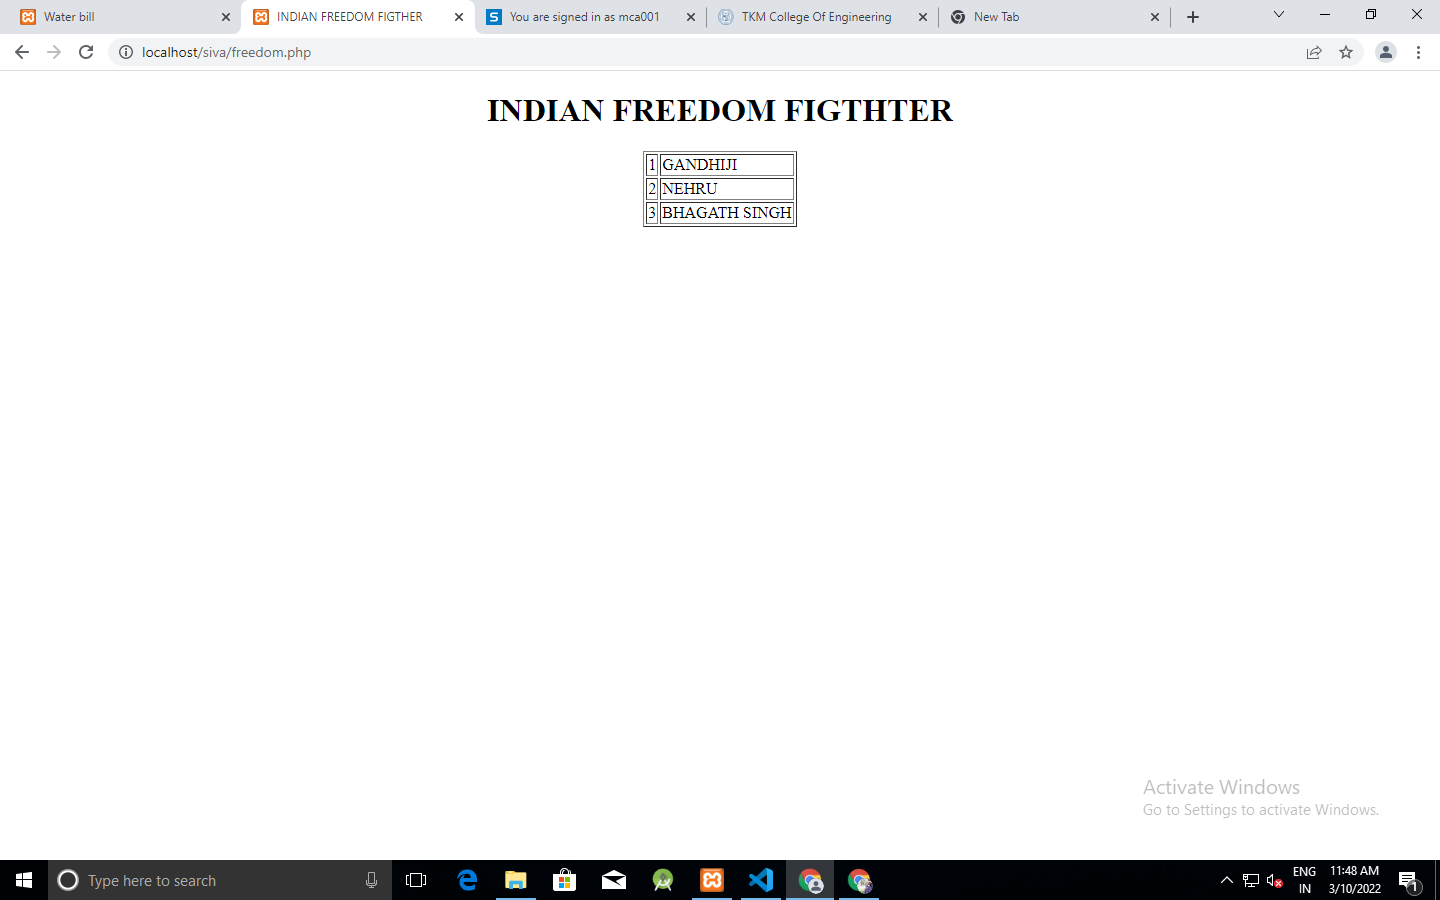 Water bill
INDIAN FREEDOM FIGTHER
You are signed in as mca001
TKM College Of Engineering
New Tab
localhost/siva/freedom.php
INDIAN FREEDOM FIGTHTER
1 GANDHIJI
2 NEHRU
3 BHAGATH SINGH
Activate Windows
Go to Settings to activate Windows.
Type here to search
ENG
IN
11:48 AM
3/10/2022
1